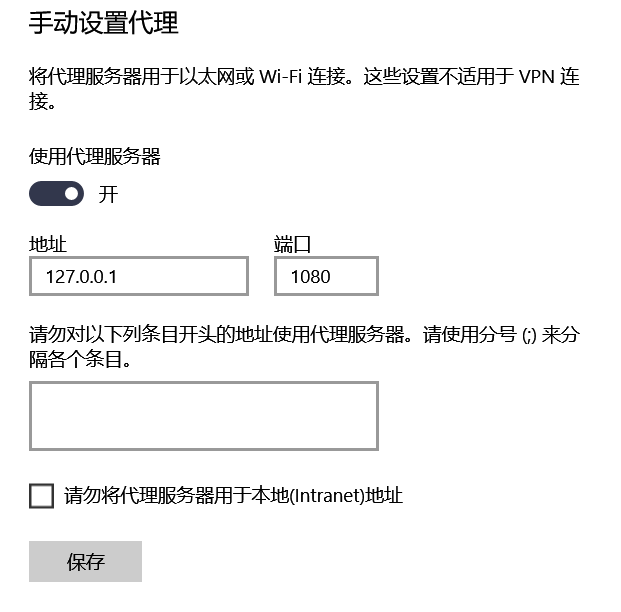 手动设置代理
将代理服务器用于以太网或 Wi-Fi 连接。这些设置不适用于 VPN 连
接。
使用代理服务器
开
地址 端口
127.0.0.1 1080
请勿对以下列条目开头的地址使用代理服务器。请使用分号 (;) 来分
隔各个条目。
请勿将代理服务器用于本地(Intranet)地址
保存